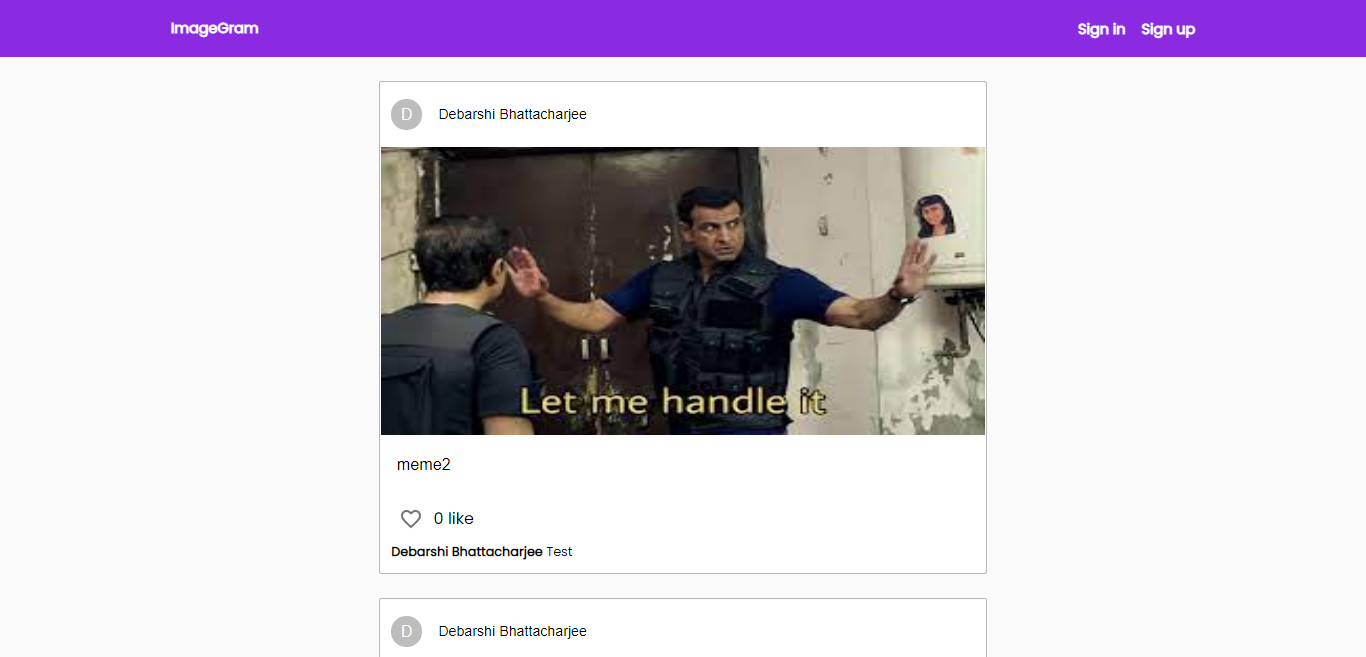 ImageGram Sign in Sign up
D Debarshi Bhattacharjee
Let me handle it
meme2
0 like
Debarshi Bhattacharjee Test
D Debarshi Bhattacharjee